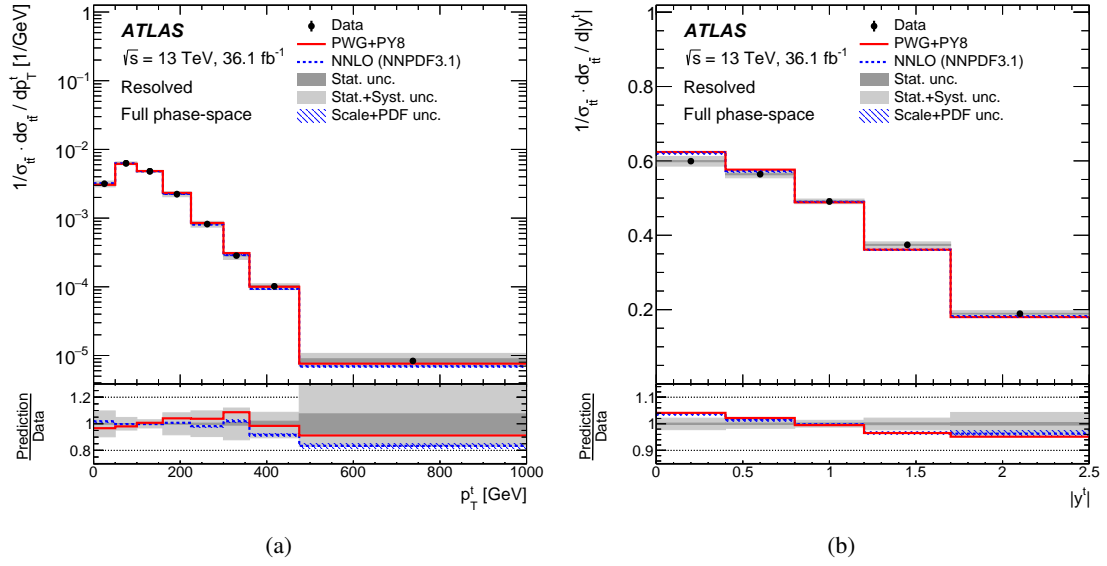 ATLAS
√s = 13 TeV, 36.1 fb⁻¹
Resolved
Full phase-space
Data
PWG+PY8
NNLO (NNPDF3.1)
Stat. unc.
Stat.+Syst. unc.
Scale+PDF unc.
1/σ_tt̄ · dσ_tt̄ / dp_T^t [1/GeV]
1
10⁻¹
10⁻²
10⁻³
10⁻⁴
10⁻⁵
Prediction
Data
1.2
1
0.8
0 200 400 600 800 1000
p_T^t [GeV]
(a)
ATLAS
√s = 13 TeV, 36.1 fb⁻¹
Resolved
Full phase-space
Data
PWG+PY8
NNLO (NNPDF3.1)
Stat. unc.
Stat.+Syst. unc.
Scale+PDF unc.
1/σ_tt̄ · dσ_tt̄ / d|y^t|
1
0.8
0.6
0.4
0.2
Prediction
Data
1.1
1
0.9
0 0.5 1 1.5 2 2.5
|y^t|
(b)